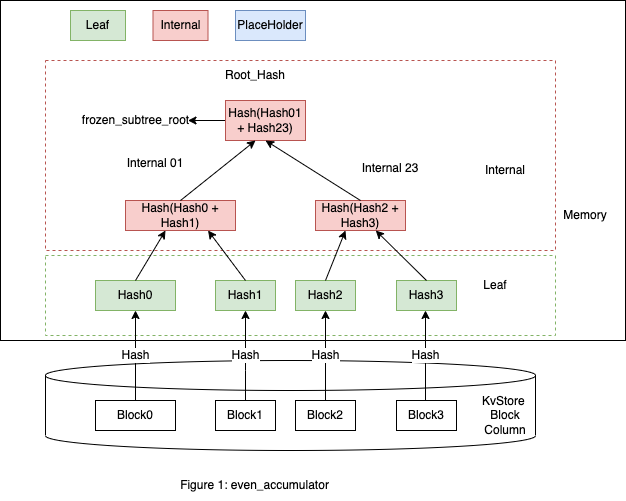 Leaf
Internal
PlaceHolder
Root_Hash
Hash(Hash01
+ Hash23)
frozen_subtree_root
Internal 01
Internal 23
Internal
Hash(Hash0 +
Hash1)
Hash(Hash2 +
Hash3)
Memory
Leaf
Hash0
Hash1
Hash2
Hash3
Hash
Hash
Hash
Hash
KvStore
Block
Column
Block0
Block1
Block2
Block3
Figure 1: even_accumulator